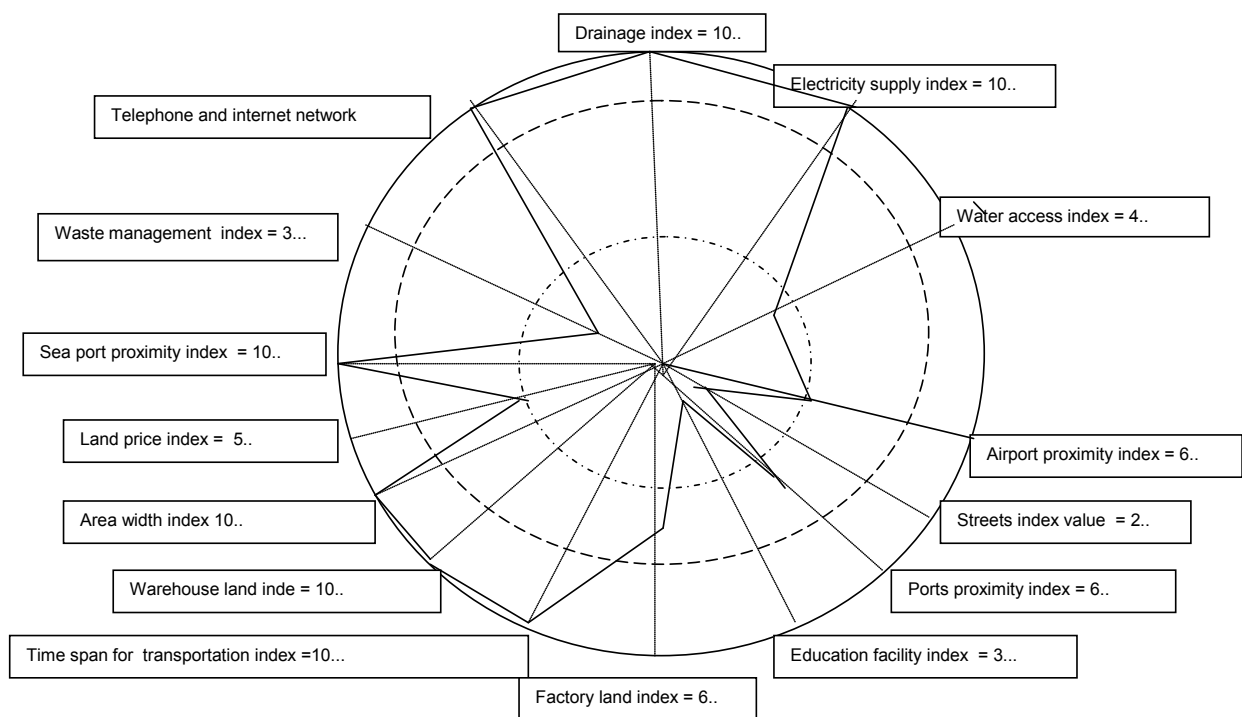 Drainage index = 10..
Electricity supply index = 10..
Telephone and internet network
Water access index = 4..
Waste management  index = 3...
Sea port proximity index  = 10..
Land price index =  5..
Airport proximity index = 6..
Area width index 10..
Streets index value  = 2..
Warehouse land inde = 10..
Ports proximity index = 6..
Time span for  transportation index =10...
Education facility index  = 3...
Factory land index = 6..